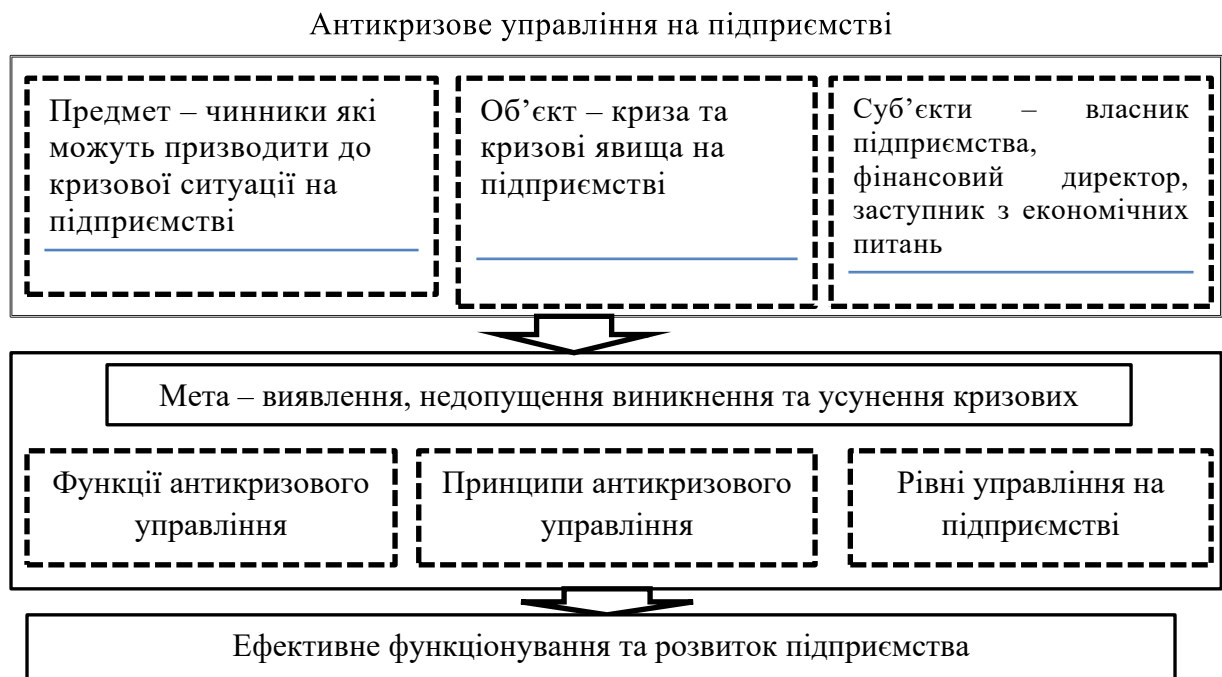 Антикризове управління на підприємстві
Предмет – чинники які
можуть призводити до
кризової ситуації на
підприємстві
Об’єкт – криза та
кризові явища на
підприємстві
Суб’єкти – власник
підприємства,
фінансовий директор,
заступник з економічних
питань
Мета – виявлення, недопущення виникнення та усунення кризових
Функції антикризового
управління
Принципи антикризового
управління
Рівні управління на
підприємстві
Ефективне функціонування та розвиток підприємства